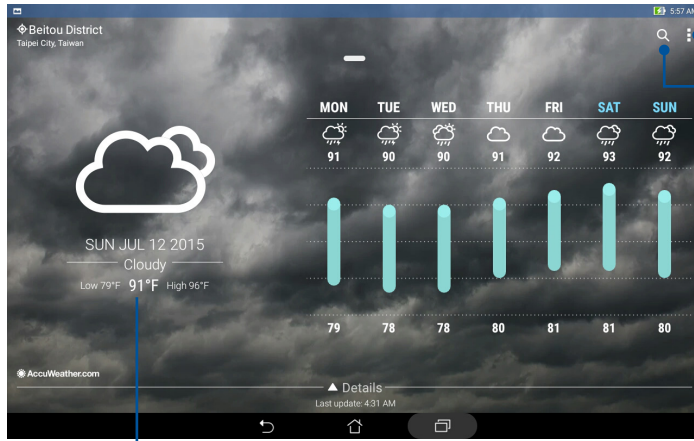 5:57 AM
Beitou District
Taipei City, Taiwan
MON TUE WED THU FRI SAT SUN
91 90 90 91 92 93 92
SUN JUL 12 2015
Cloudy
Low 79°F 91°F High 96°F
79 78 78 80 81 81 80
AccuWeather.com
Details
Last update: 4:31 AM